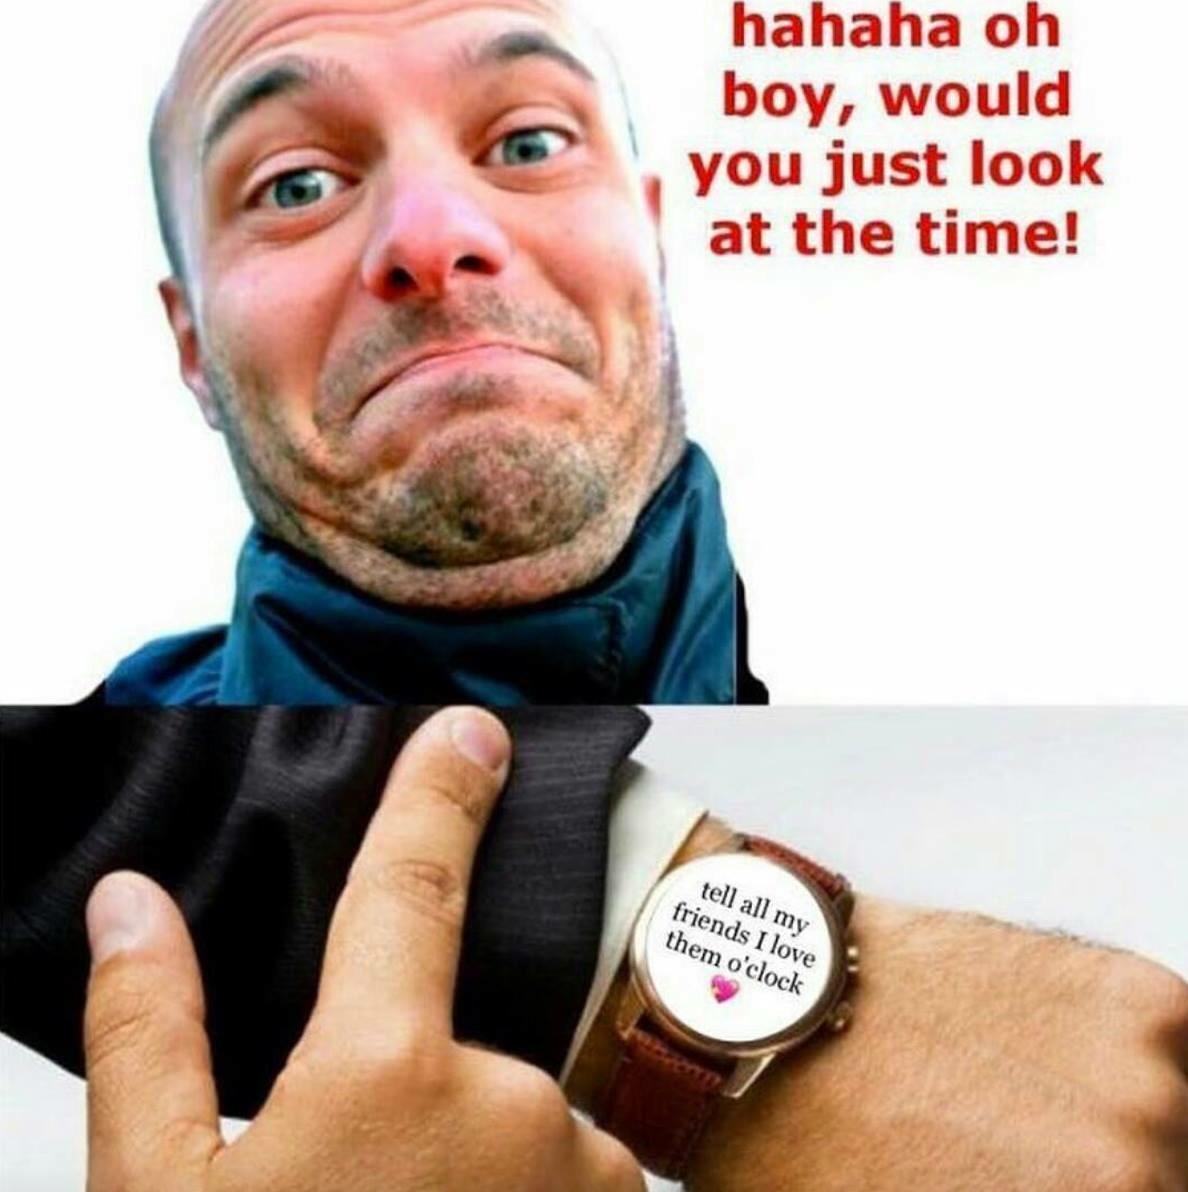 hahaha oh
boy, would
you just look
at the time!
tell all my
friends I love
them o'clock
💖